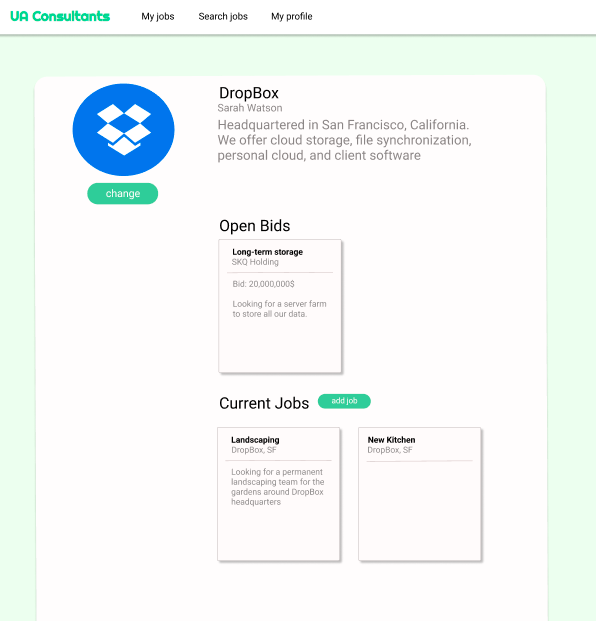 UA Consultants
My jobs
Search jobs
My profile
DropBox
Sarah Watson
Headquartered in San Francisco, California.
We offer cloud storage, file synchronization,
personal cloud, and client software
change
Open Bids
Long-term storage
SKQ Holding
Bid: 20,000,000$
Looking for a server farm
to store all our data.
Current Jobs
add job
Landscaping
DropBox, SF
Looking for a permanent
landscaping team for the
gardens around DropBox
headquarters
New Kitchen
DropBox, SF